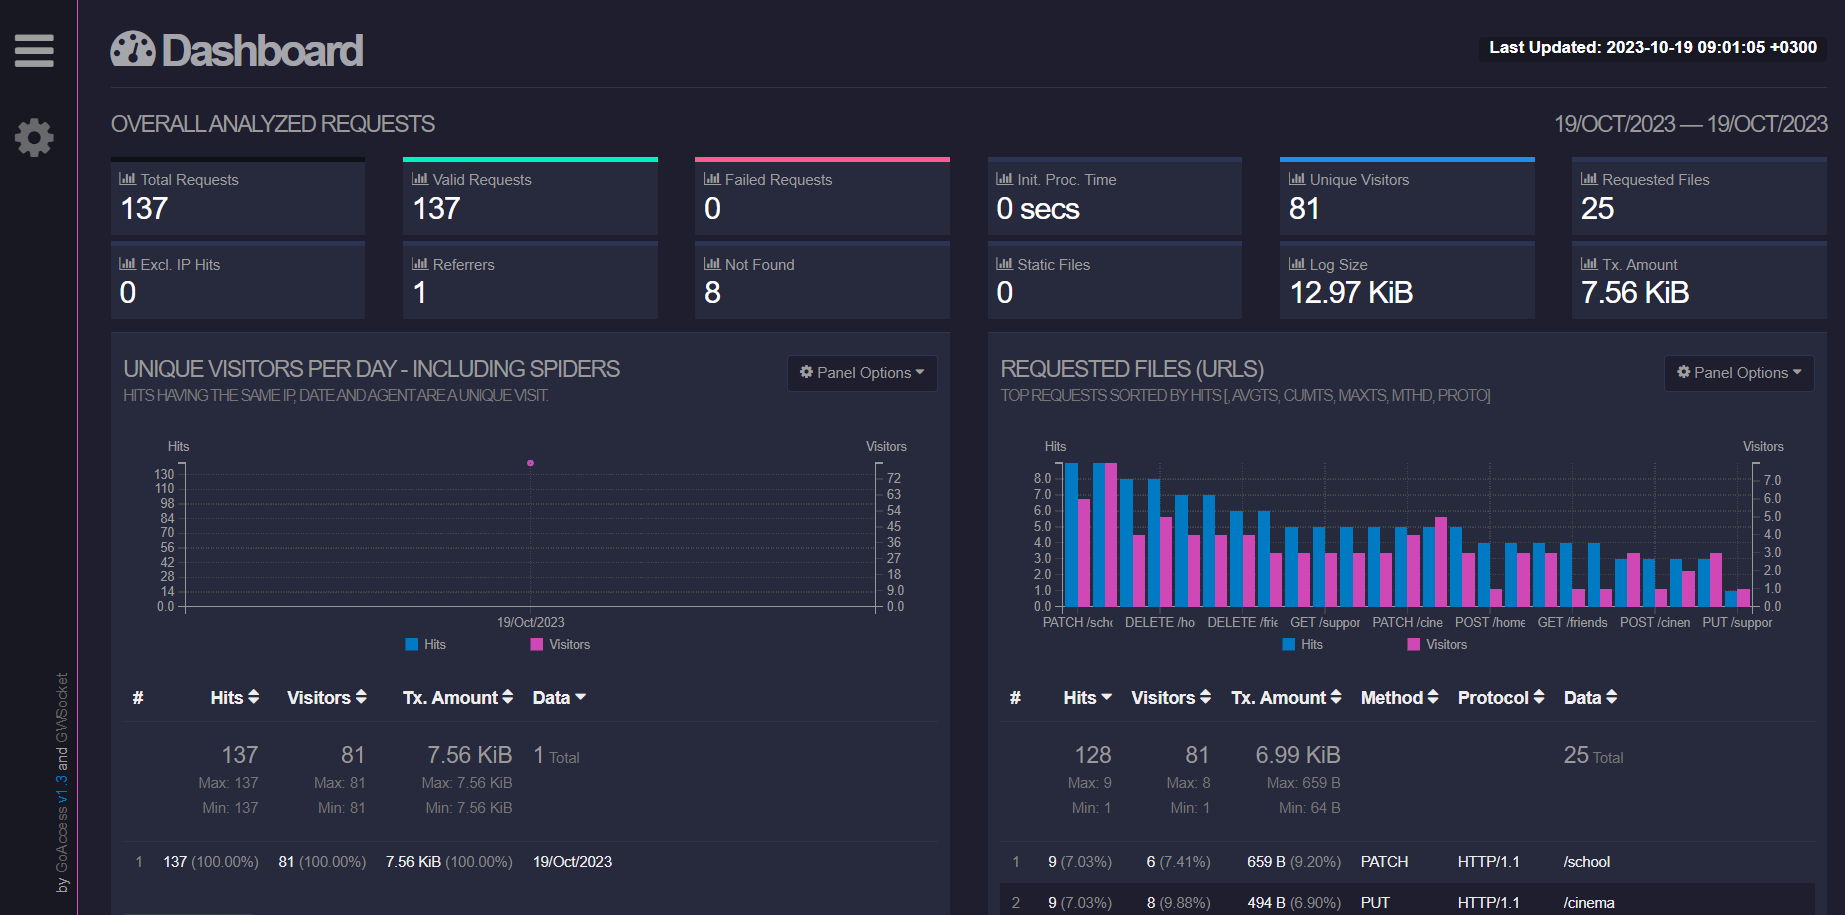 Dashboard
Last Updated: 2023-10-19 09:01:05 +0300
OVERALL ANALYZED REQUESTS
19/OCT/2023 — 19/OCT/2023
Total Requests
137
Valid Requests
137
Failed Requests
0
Init. Proc. Time
0 secs
Unique Visitors
81
Requested Files
25
Excl. IP Hits
0
Referrers
1
Not Found
8
Static Files
0
Log Size
12.97 KiB
Tx. Amount
7.56 KiB
UNIQUE VISITORS PER DAY - INCLUDING SPIDERS
Panel Options
HITS HAVING THE SAME IP, DATE AND AGENT ARE A UNIQUE VISIT.
Hits
Visitors
130
110
98
84
70
56
42
28
14
0.0
72
63
54
45
36
27
18
9.0
0.0
19/Oct/2023
Hits
Visitors
# Hits Visitors Tx. Amount Data
137 81 7.56 KiB 1 Total
Max: 137 Max: 81 Max: 7.56 KiB
Min: 137 Min: 81 Min: 7.56 KiB
1 137 (100.00%) 81 (100.00%) 7.56 KiB (100.00%) 19/Oct/2023
REQUESTED FILES (URLS)
Panel Options
TOP REQUESTS SORTED BY HITS [, AVGTS, CUMTS, MAXTS, MTHD, PROTO]
Hits
Visitors
8.0
7.0
6.0
5.0
4.0
3.0
2.0
1.0
0.0
7.0
6.0
5.0
4.0
3.0
2.0
1.0
0.0
PATCH /scho DELETE /ho DELETE /frie GET /suppor PATCH /cine POST /home GET /friends POST /cinen PUT /suppor
Hits
Visitors
# Hits Visitors Tx. Amount Method Protocol Data
128 81 6.99 KiB 25 Total
Max: 9 Max: 8 Max: 659 B
Min: 1 Min: 1 Min: 64 B
1 9 (7.03%) 6 (7.41%) 659 B (9.20%) PATCH HTTP/1.1 /school
2 9 (7.03%) 8 (9.88%) 494 B (6.90%) PUT HTTP/1.1 /cinema
by GoAccess v1.3 and GWSocket